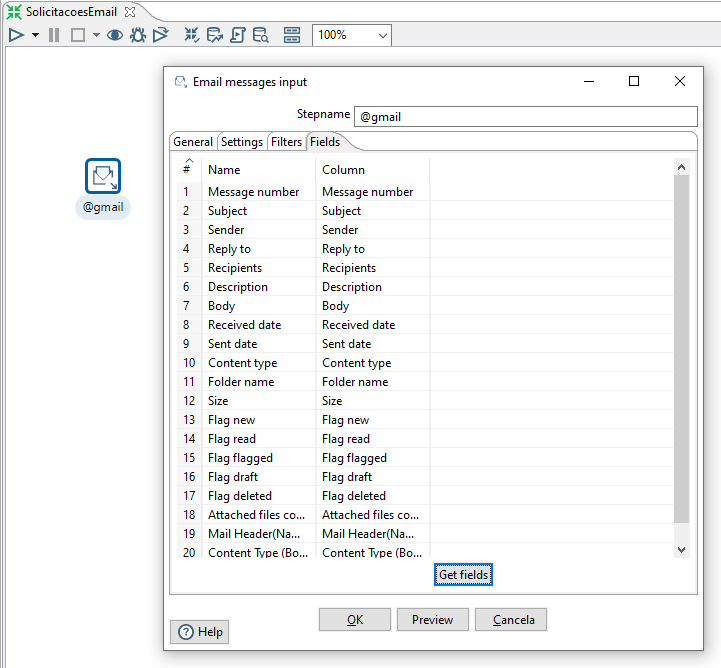 SolicitacoesEmail
100%
@gmail
Email messages input
Stepname @gmail
General Settings Filters Fields
# Name Column
1 Message number Message number
2 Subject Subject
3 Sender Sender
4 Reply to Reply to
5 Recipients Recipients
6 Description Description
7 Body Body
8 Received date Received date
9 Sent date Sent date
10 Content type Content type
11 Folder name Folder name
12 Size Size
13 Flag new Flag new
14 Flag read Flag read
15 Flag flagged Flag flagged
16 Flag draft Flag draft
17 Flag deleted Flag deleted
18 Attached files co... Attached files co...
19 Mail Header(Na... Mail Header(Na...
20 Content Type (Bo... Content Type (Bo...
Get fields
OK Preview Cancela
Help